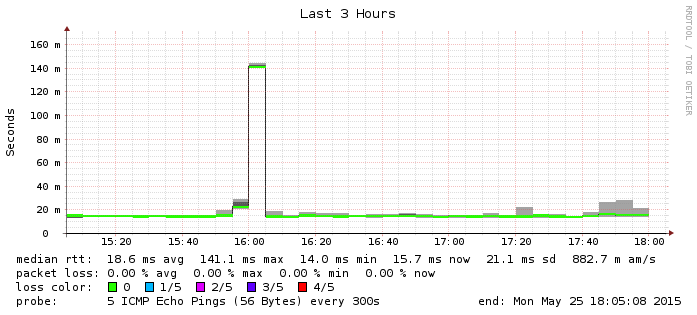 Last 3 Hours
RRDTOOL / TOBI OETIKER
Seconds
160 m
140 m
120 m
100 m
80 m
60 m
40 m
20 m
0
15:20 15:40 16:00 16:20 16:40 17:00 17:20 17:40 18:00
median rtt: 18.6 ms avg 141.1 ms max 14.0 ms min 15.7 ms now 21.1 ms sd 882.7 m am/s
packet loss: 0.00 % avg 0.00 % max 0.00 % min 0.00 % now
loss color: 0 1/5 2/5 3/5 4/5
probe: 5 ICMP Echo Pings (56 Bytes) every 300s end: Mon May 25 18:05:08 2015